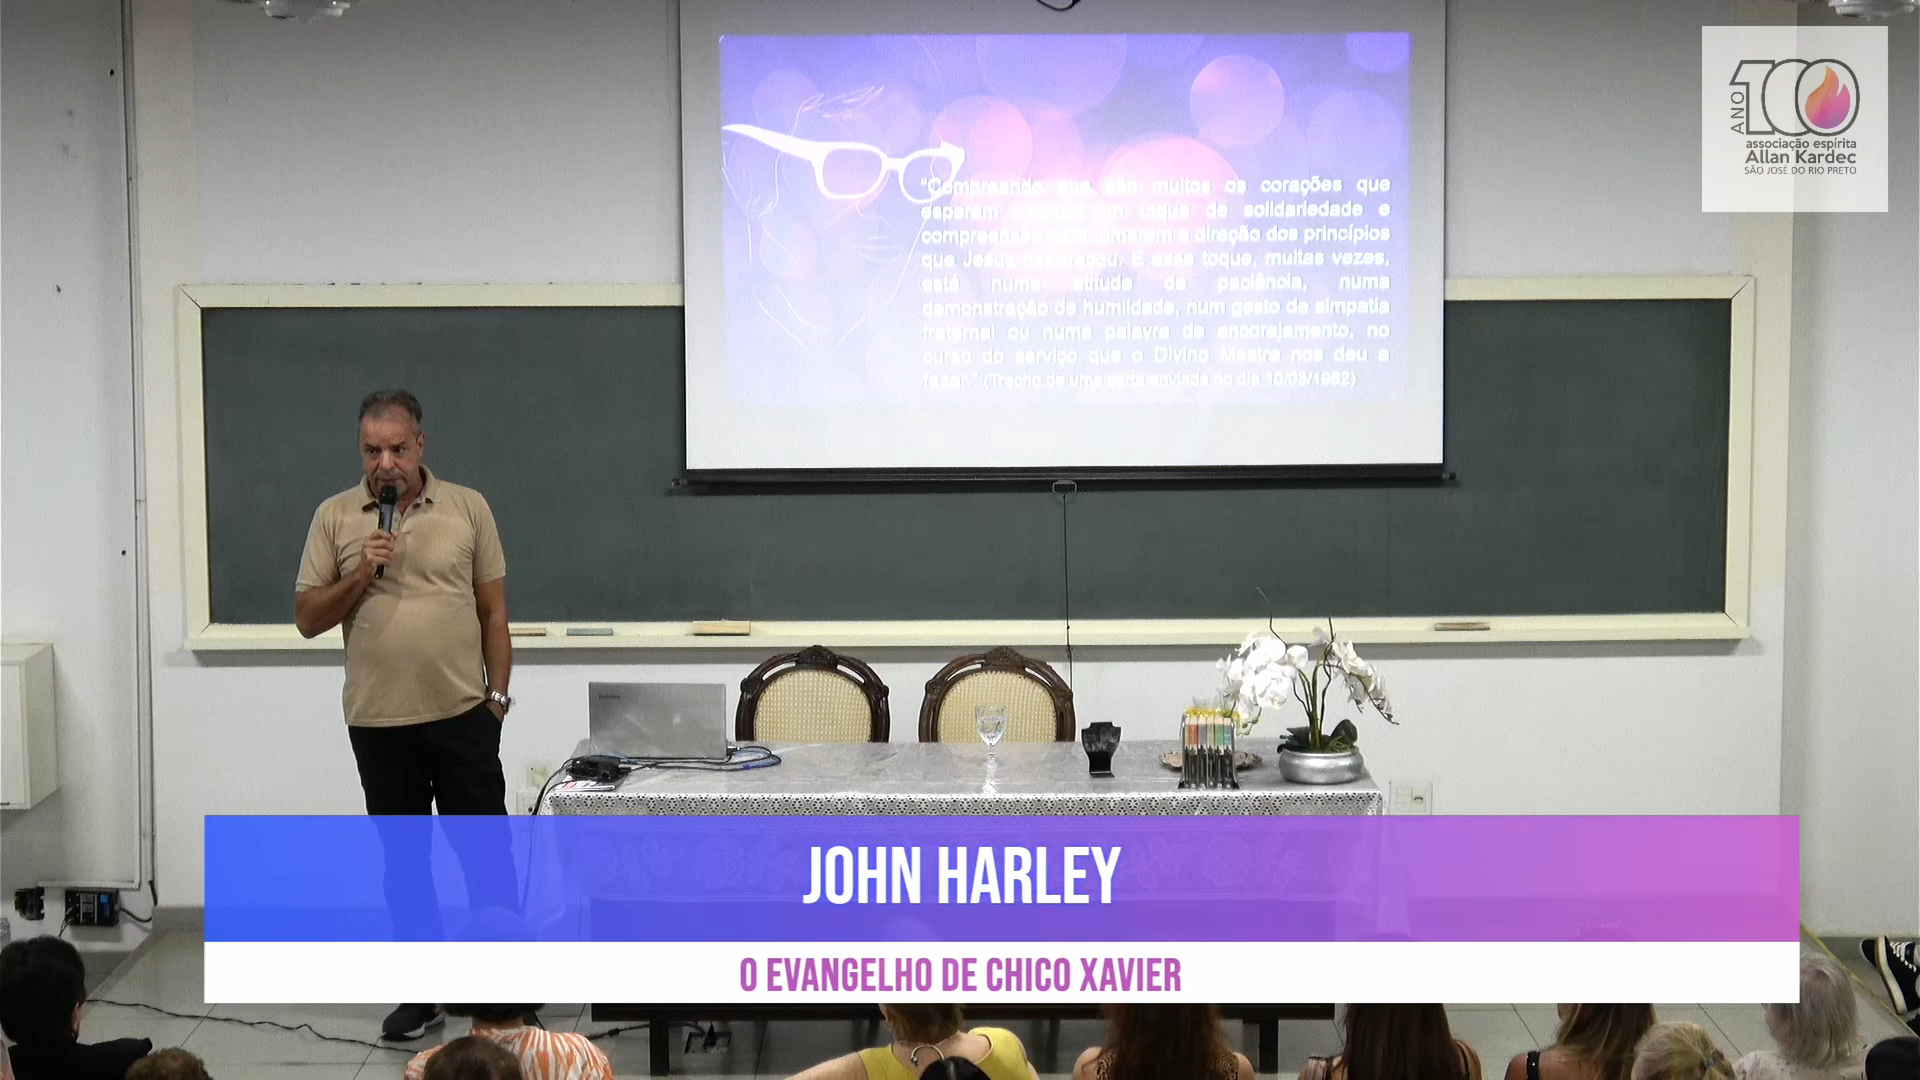 ANO 100
associação espírita
Allan Kardec
SÃO JOSÉ DO RIO PRETO
"Compreendo que são muitos os corações que
esperam um toque de solidariedade e
compreensão tomarem a direção dos princípios
que Jesus E esse toque, muitas vezes,
está numa atitude de paciência, numa
demonstração de humildade, num gesto de simpatia
fraternal ou numa palavra de encorajamento, no
curso do serviço que o Divino Mestre nos deu a
fazer." (Trecho de uma carta enviada no dia 10/03/1982)
JOHN HARLEY
O EVANGELHO DE CHICO XAVIER